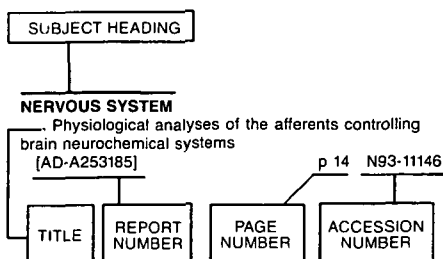 SUBJECT HEADING
NERVOUS SYSTEM
Physiological analyses of the afferents controlling
brain neurochemical systems
[AD-A253185] p 14 N93-11146
TITLE REPORT NUMBER PAGE NUMBER ACCESSION NUMBER